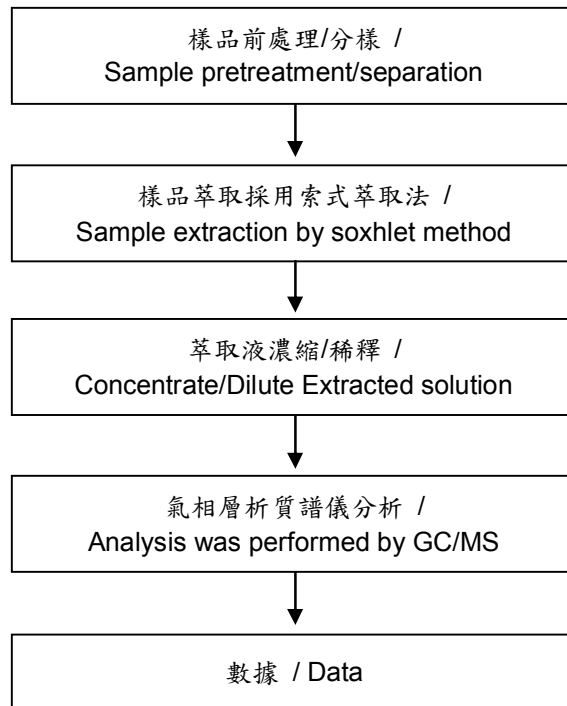 樣品前處理/分樣 /
Sample pretreatment/separation
樣品萃取採用索式萃取法 /
Sample extraction by soxhlet method
萃取液濃縮/稀釋 /
Concentrate/Dilute Extracted solution
氣相層析質譜儀分析 /
Analysis was performed by GC/MS
數據 / Data